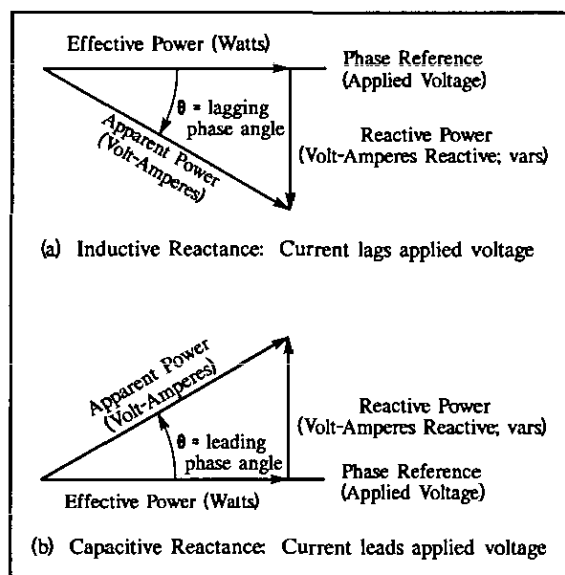 Effective Power (Watts)
Phase Reference
(Applied Voltage)
θ = lagging
phase angle
Apparent Power
(Volt-Amperes)
Reactive Power
(Volt-Amperes Reactive; vars)
(a) Inductive Reactance: Current lags applied voltage
Apparent Power
(Volt-Amperes)
Reactive Power
(Volt-Amperes Reactive; vars)
θ = leading
phase angle
Phase Reference
(Applied Voltage)
Effective Power (Watts)
(b) Capacitive Reactance: Current leads applied voltage